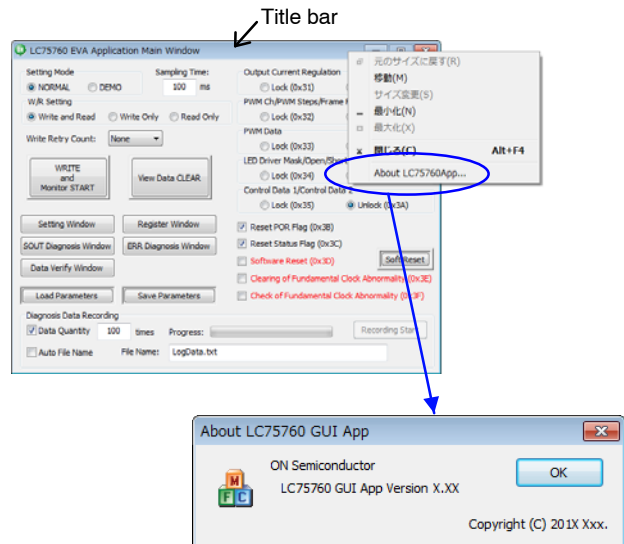 Title bar
LC75760 EVA Application Main Window
元のサイズに戻す(R)
移動(M)
サイズ変更(S)
最小化(N)
最大化(X)
閉じる(C) Alt+F4
About LC75760App...
Setting Mode Sampling Time: Output Current Regulation
NORMAL DEMO 100 ms Lock (0x31)
W/R Setting PWM Ch/PWM Steps/Frame
Write and Read Write Only Read Only Lock (0x32)
PWM Data
Write Retry Count: None Lock (0x33)
LED Driver Mask/Open/Short
WRITE
and
Monitor START
View Data CLEAR
Lock (0x34)
Control Data 1/Control Data 2
Lock (0x35) Unlock (0x3A)
Setting Window Register Window Reset POR Flag (0x3B)
SOUT Diagnosis Window ERR Diagnosis Window Reset Status Flag (0x3C)
Data Verify Window Software Reset (0x3D) Soft Reset
Clearing of Fundamental Clock Abnormality (0x3E)
Load Parameters Save Parameters Check of Fundamental Clock Abnormality (0x3F)
Diagnosis Data Recording
Data Quantity 100 times Progress: Recording Start
Auto File Name File Name: LogData.txt
About LC75760 GUI App
M
F C
ON Semiconductor
LC75760 GUI App Version X.XX
OK
Copyright (C) 201X Xxx.